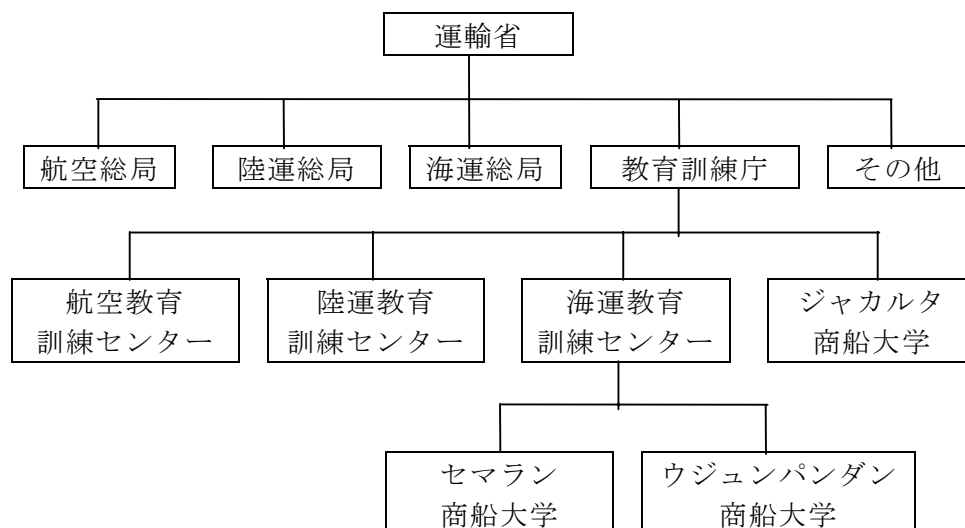 運輸省
航空総局
陸運総局
海運総局
教育訓練庁
その他
航空教育
訓練センター
陸運教育
訓練センター
海運教育
訓練センター
ジャカルタ
商船大学
セマラン
商船大学
ウジュンパンダン
商船大学